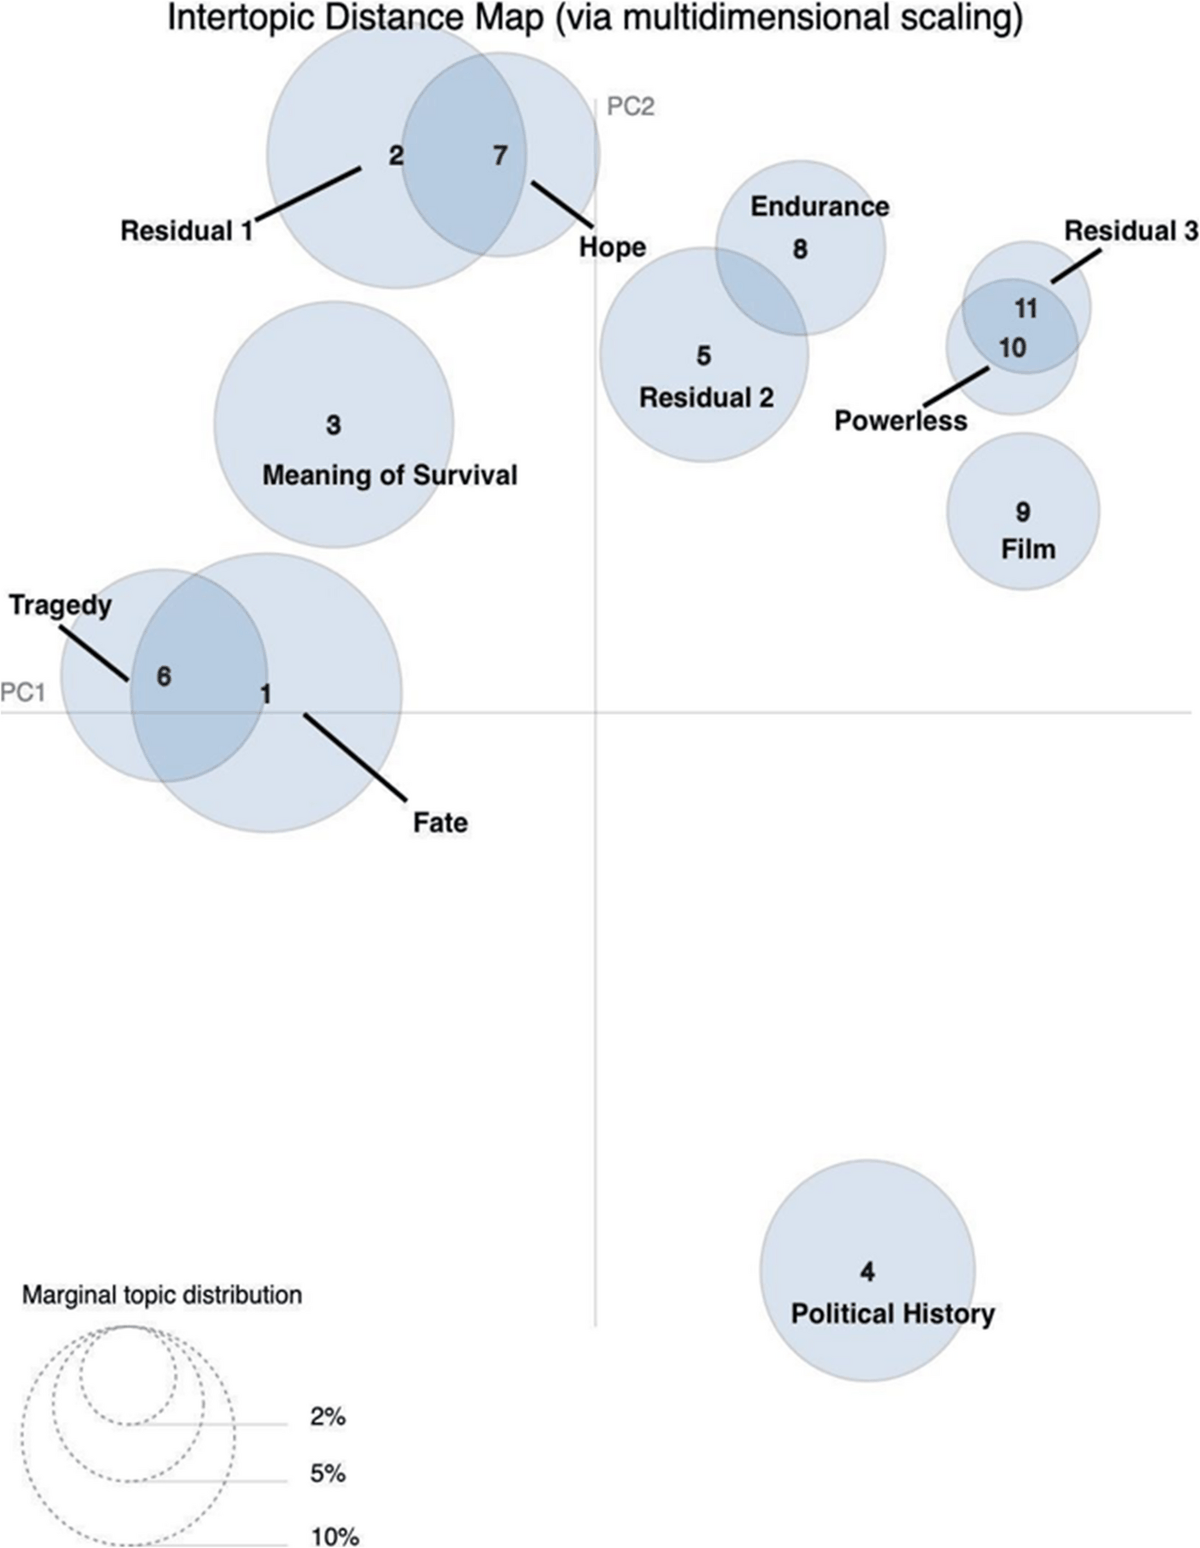 Intertopic Distance Map (via multidimensional scaling)
PC2
2
7
Residual 1
Hope
Endurance
8
Residual 3
11
10
5
Residual 2
Powerless
3
Meaning of Survival
9
Film
Tragedy
6
1
PC1
Fate
4
Political History
Marginal topic distribution
2%
5%
10%